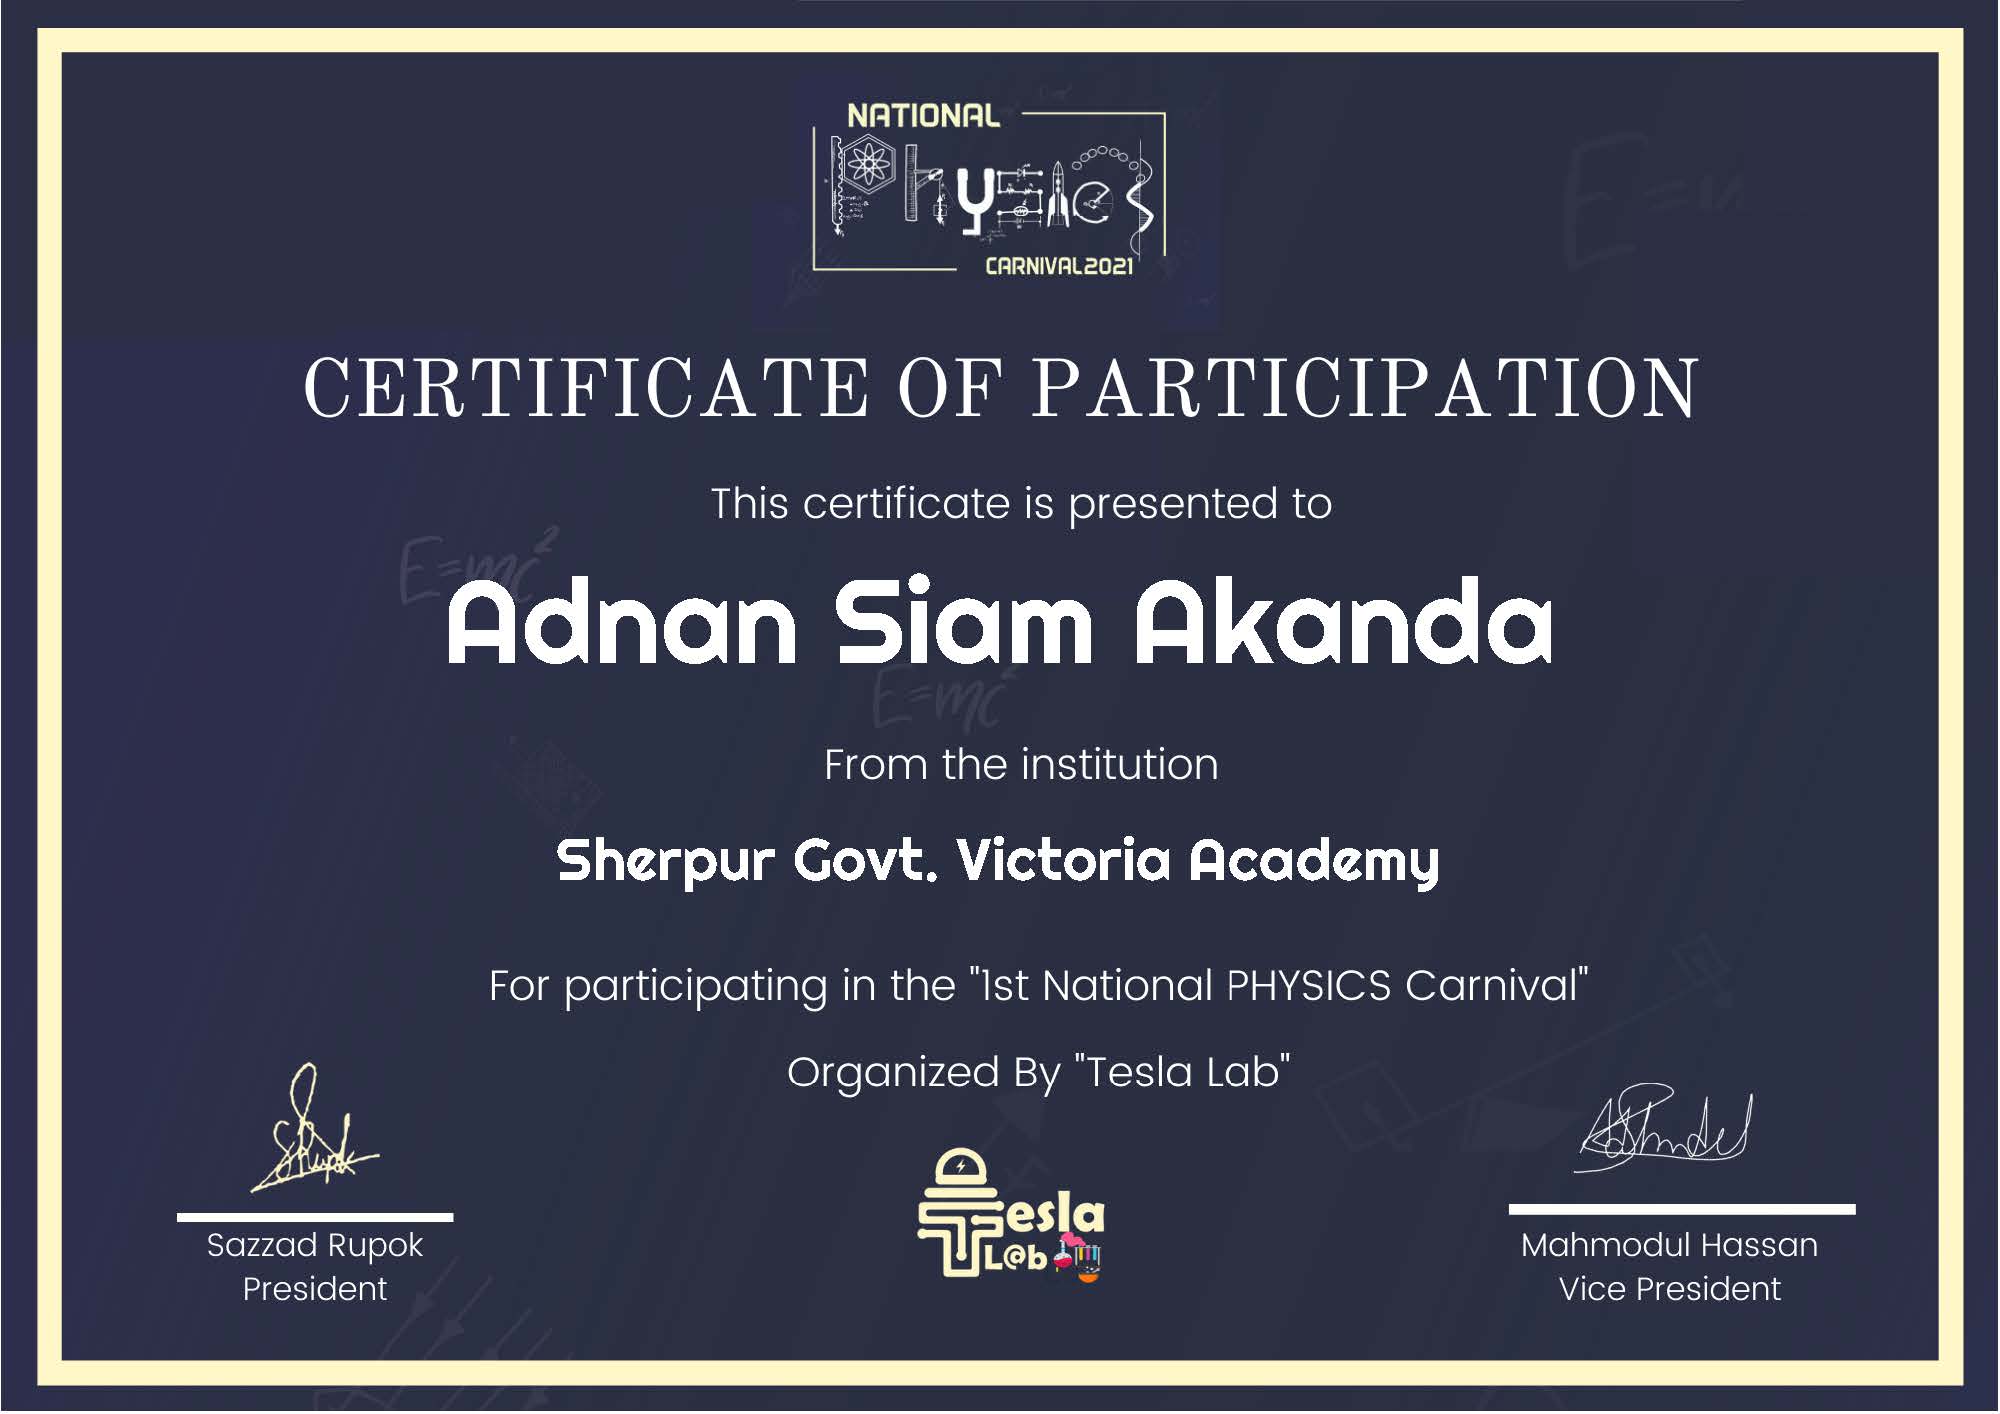 NATIONAL
Physics
CARNIVAL2021
CERTIFICATE OF PARTICIPATION
This certificate is presented to
E=mc²
Adnan Siam Akanda
E=mc²
From the institution
Sherpur Govt. Victoria Academy
For participating in the "1st National PHYSICS Carnival"
Organized By "Tesla Lab"
Tesla
L@b
Sazzad Rupok
President
Mahmodul Hassan
Vice President